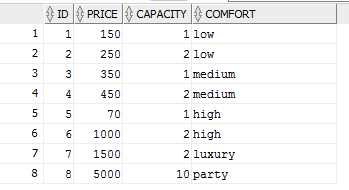 ID PRICE CAPACITY COMFORT
1 1 150 1 low
2 2 250 2 low
3 3 350 1 medium
4 4 450 2 medium
5 5 70 1 high
6 6 1000 2 high
7 7 1500 2 luxury
8 8 5000 10 party